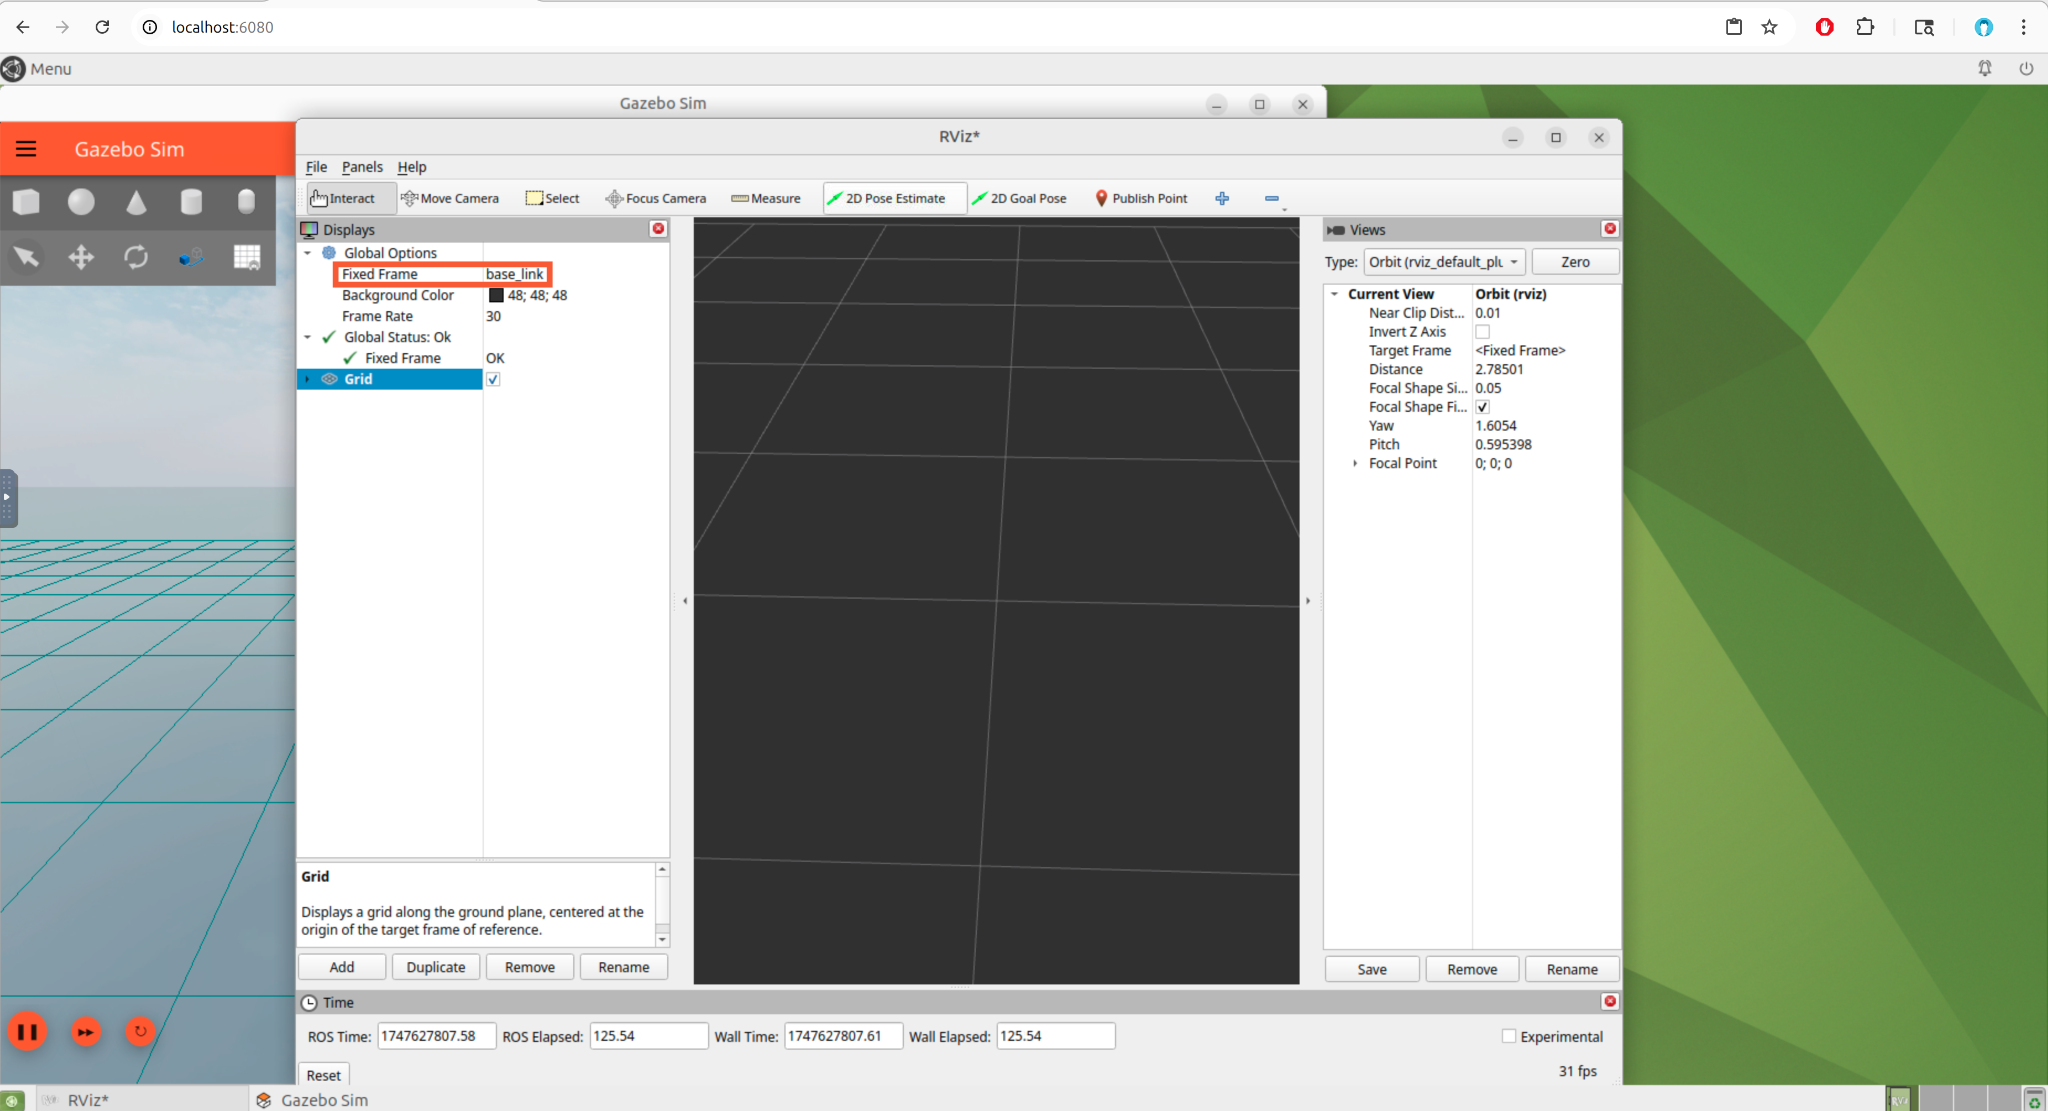 localhost:6080
Menu
Gazebo Sim
Gazebo Sim
RViz*
File Panels Help
Interact Move Camera Select Focus Camera Measure 2D Pose Estimate 2D Goal Pose Publish Point
Displays
Global Options
Fixed Frame base_link
Background Color 48; 48; 48
Frame Rate 30
Global Status: Ok
Fixed Frame OK
Grid
Grid
Displays a grid along the ground plane, centered at the
origin of the target frame of reference.
Add Duplicate Remove Rename
Views
Type: Orbit (rviz_default_plu Zero
Current View Orbit (rviz)
Near Clip Dist... 0.01
Invert Z Axis
Target Frame <Fixed Frame>
Distance 2.78501
Focal Shape Si... 0.05
Focal Shape Fi...
Yaw 1.6054
Pitch 0.595398
Focal Point 0; 0; 0
Save Remove Rename
Time
ROS Time: 1747627807.58 ROS Elapsed: 125.54 Wall Time: 1747627807.61 Wall Elapsed: 125.54 Experimental
Reset 31 fps
RViz* Gazebo Sim